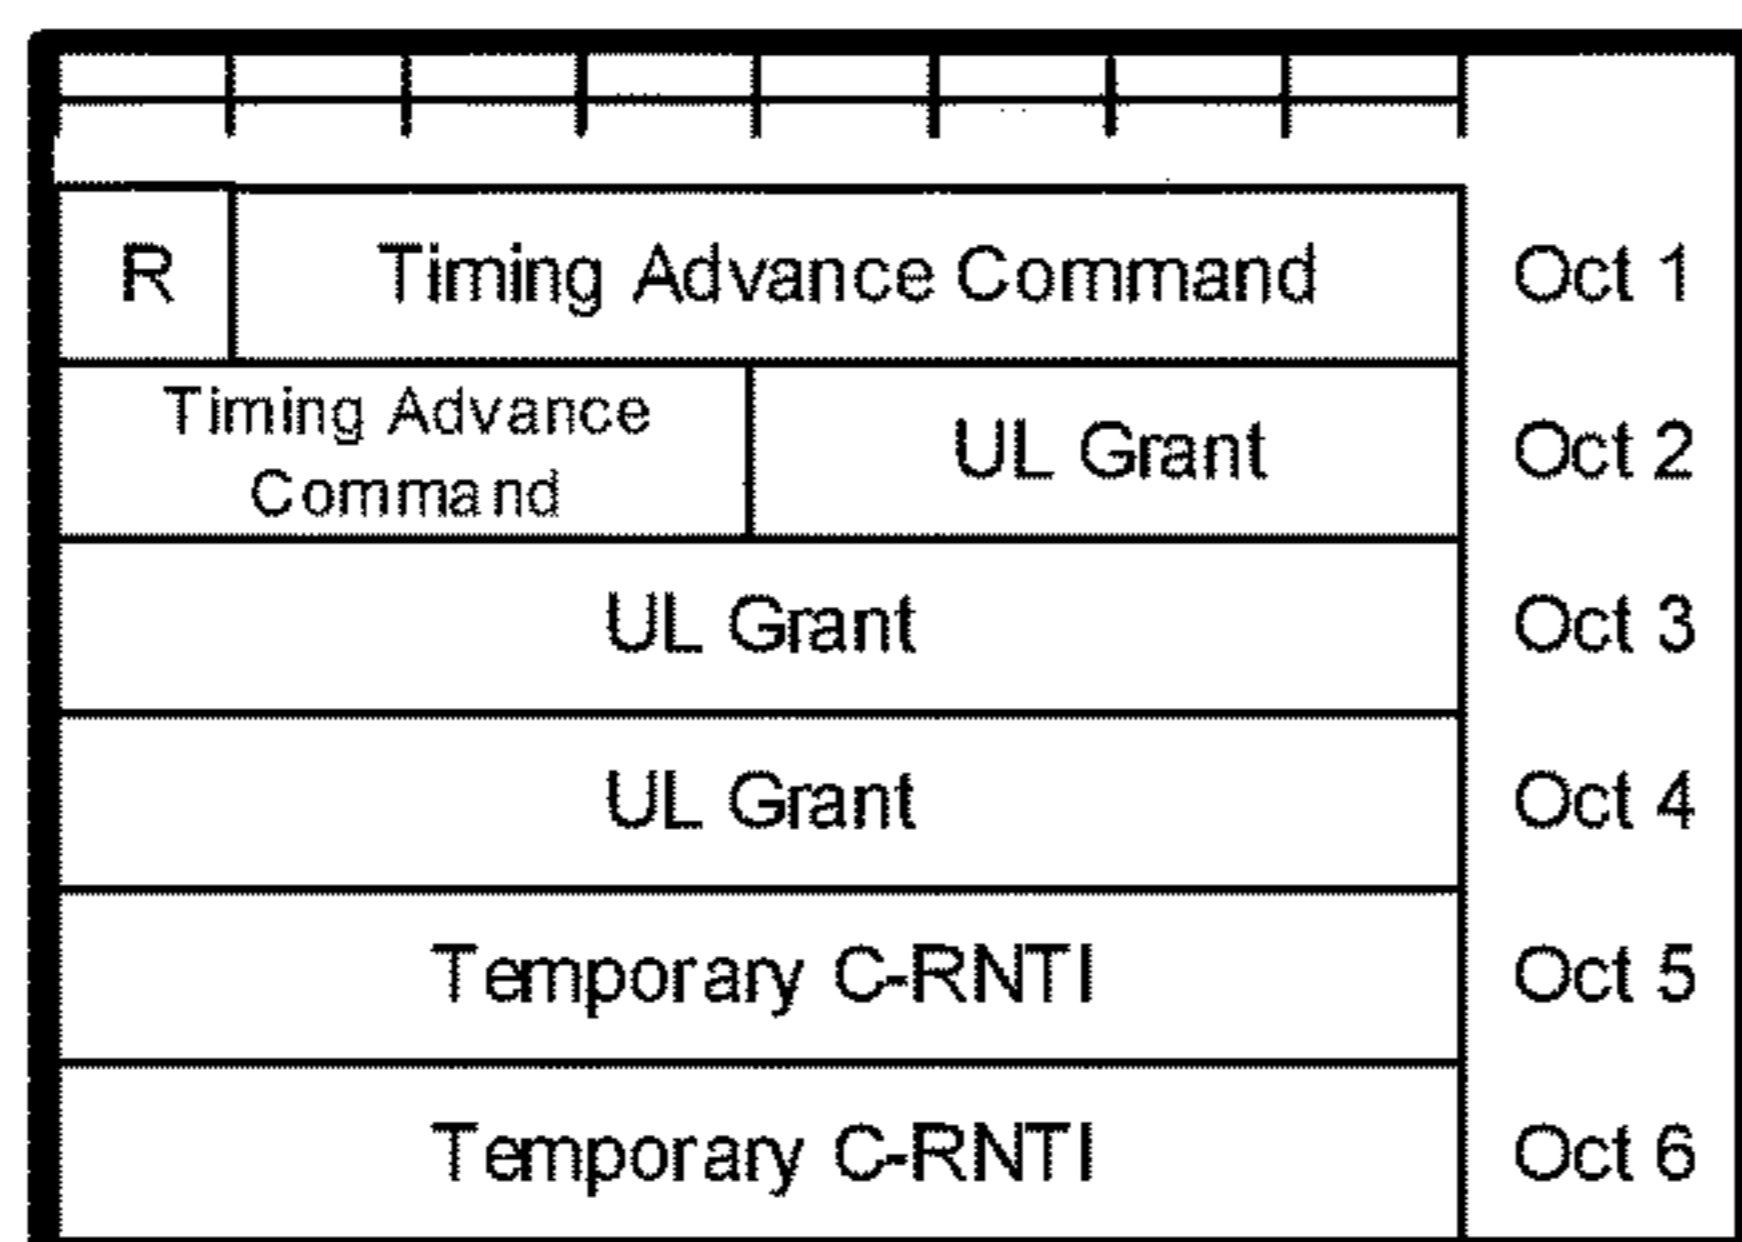 R Timing Advance Command Oct 1
Timing Advance
Command
UL Grant Oct 2
UL Grant Oct 3
UL Grant Oct 4
Temporary C-RNTI Oct 5
Temporary C-RNTI Oct 6